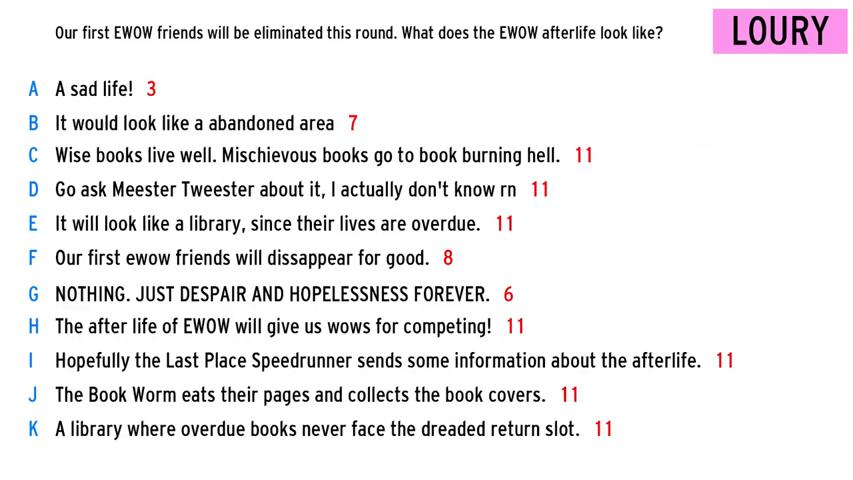 Our first EWOW friends will be eliminated this round. What does the EWOW afterlife look like?
LOURY
A A sad life! 3
B It would look like a abandoned area 7
C Wise books live well. Mischievous books go to book burning hell. 11
D Go ask Meester Tweester about it, I actually don't know rn 11
E It will look like a library, since their lives are overdue. 11
F Our first ewow friends will dissappear for good. 8
G NOTHING. JUST DESPAIR AND HOPELESSNESS FOREVER. 6
H The after life of EWOW will give us wows for competing! 11
I Hopefully the Last Place Speedrunner sends some information about the afterlife. 11
J The Book Worm eats their pages and collects the book covers. 11
K A library where overdue books never face the dreaded return slot. 11